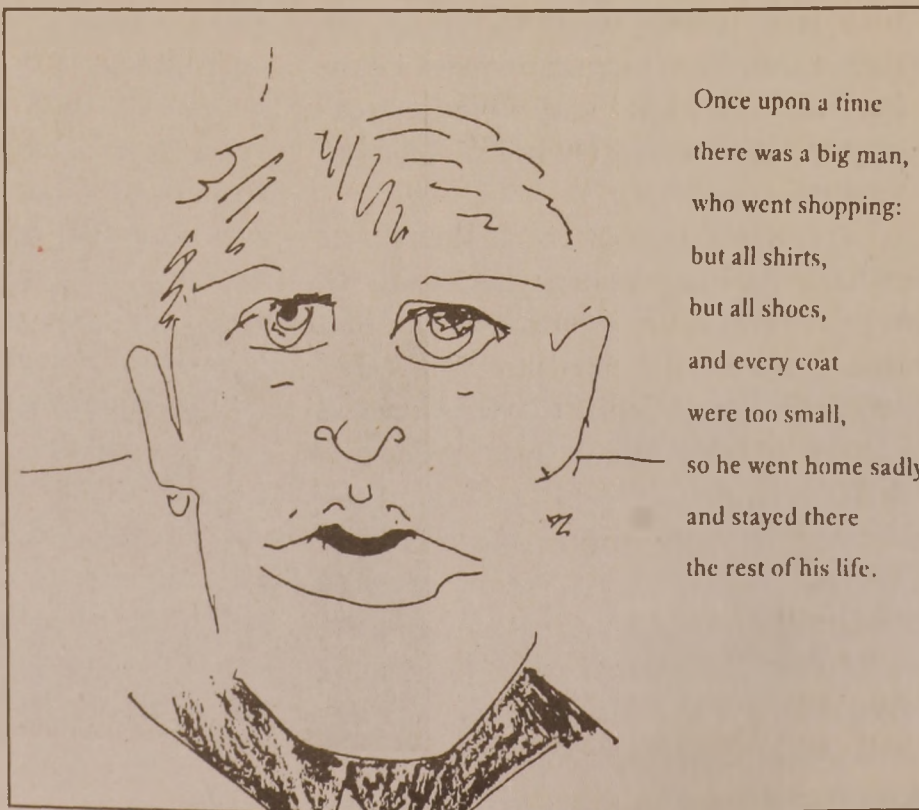 Once upon a time
there was a big man,
who went shopping:
but all shirts,
but all shoes,
and every coat
were too small,
so he went home sadly
and stayed there
the rest of his life.